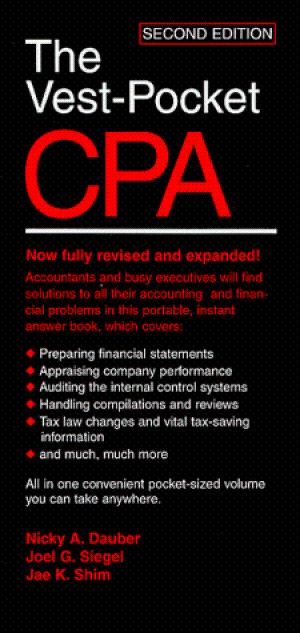 SECOND EDITION
The
Vest-Pocket
CPA
Now fully revised and expanded!
Accountants and busy executives will find
solutions to all their accounting and finan-
cial problems in this portable, instant
answer book, which covers:
◆ Preparing financial statements
◆ Appraising company performance
◆ Auditing the internal control systems
◆ Handling compilations and reviews
◆ Tax law changes and vital tax-saving
information
◆ and much, much more
All in one convenient pocket-sized volume
you can take anywhere.
Nicky A. Dauber
Joel G. Siegel
Jae K. Shim